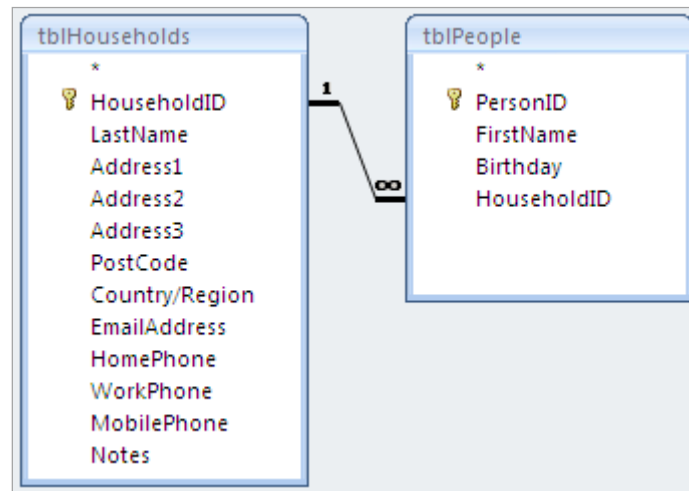 tblHouseholds
*
HouseholdID
LastName
Address1
Address2
Address3
PostCode
Country/Region
EmailAddress
HomePhone
WorkPhone
MobilePhone
Notes
1
∞
tblPeople
*
PersonID
FirstName
Birthday
HouseholdID